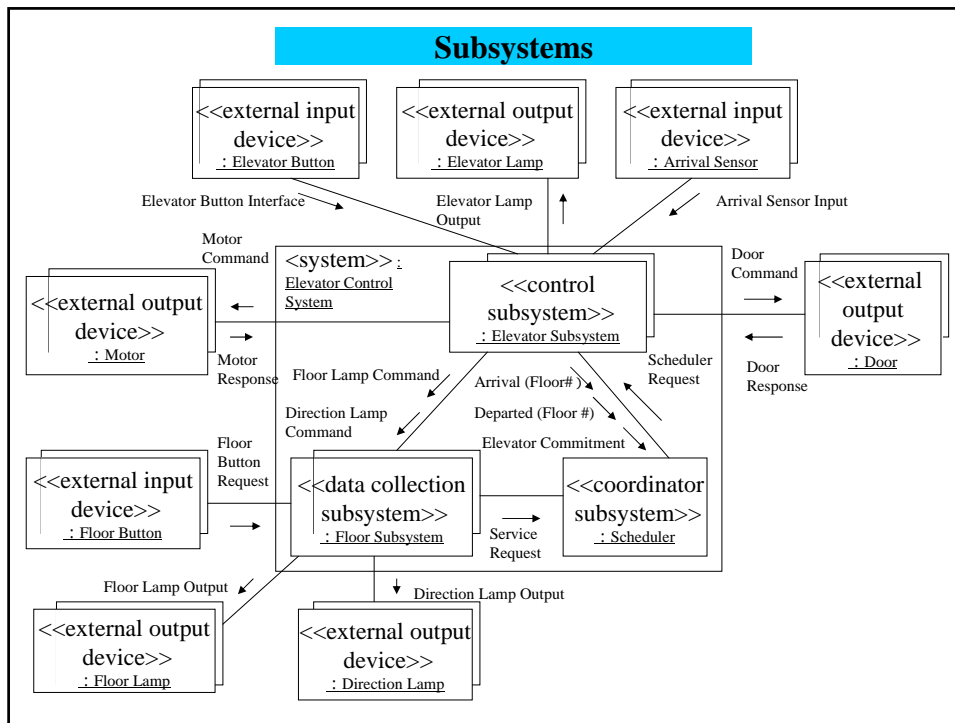 Subsystems
<<external input
device>>
: Elevator Button
<<external output
device>>
: Elevator Lamp
<<external input
device>>
: Arrival Sensor
Elevator Button Interface
Elevator Lamp
Output
Arrival Sensor Input
Motor
Command
<system>> :
Elevator Control
System
Door
Command
<<external output
device>>
: Motor
<<control
subsystem>>
: Elevator Subsystem
<<external
output
device>>
: Door
Motor
Response
Floor Lamp Command
Arrival (Floor# )
Scheduler
Request
Door
Response
Direction Lamp
Command
Departed (Floor #)
Elevator Commitment
Floor
Button
Request
<<external input
device>>
: Floor Button
<<data collection
subsystem>>
: Floor Subsystem
<<coordinator
subsystem>>
: Scheduler
Service
Request
Floor Lamp Output
Direction Lamp Output
<<external output
device>>
: Floor Lamp
<<external output
device>>
: Direction Lamp